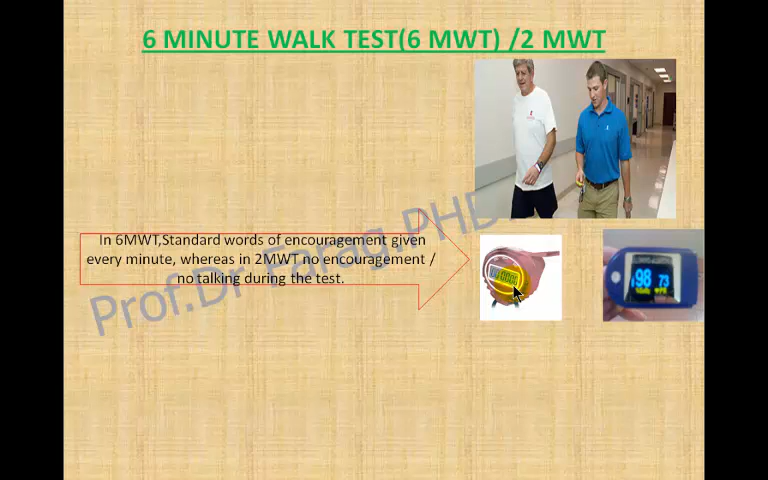 6 MINUTE WALK TEST(6 MWT) /2 MWT
In 6MWT,Standard words of encouragement given
every minute, whereas in 2MWT no encouragement /
no talking during the test.
98 73